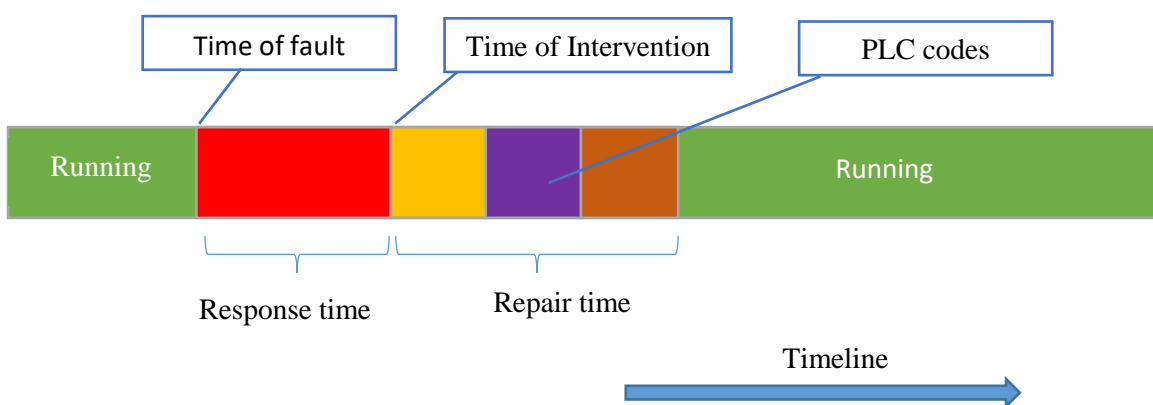 Time of fault
Time of Intervention
PLC codes
Running
Running
Response time
Repair time
Timeline